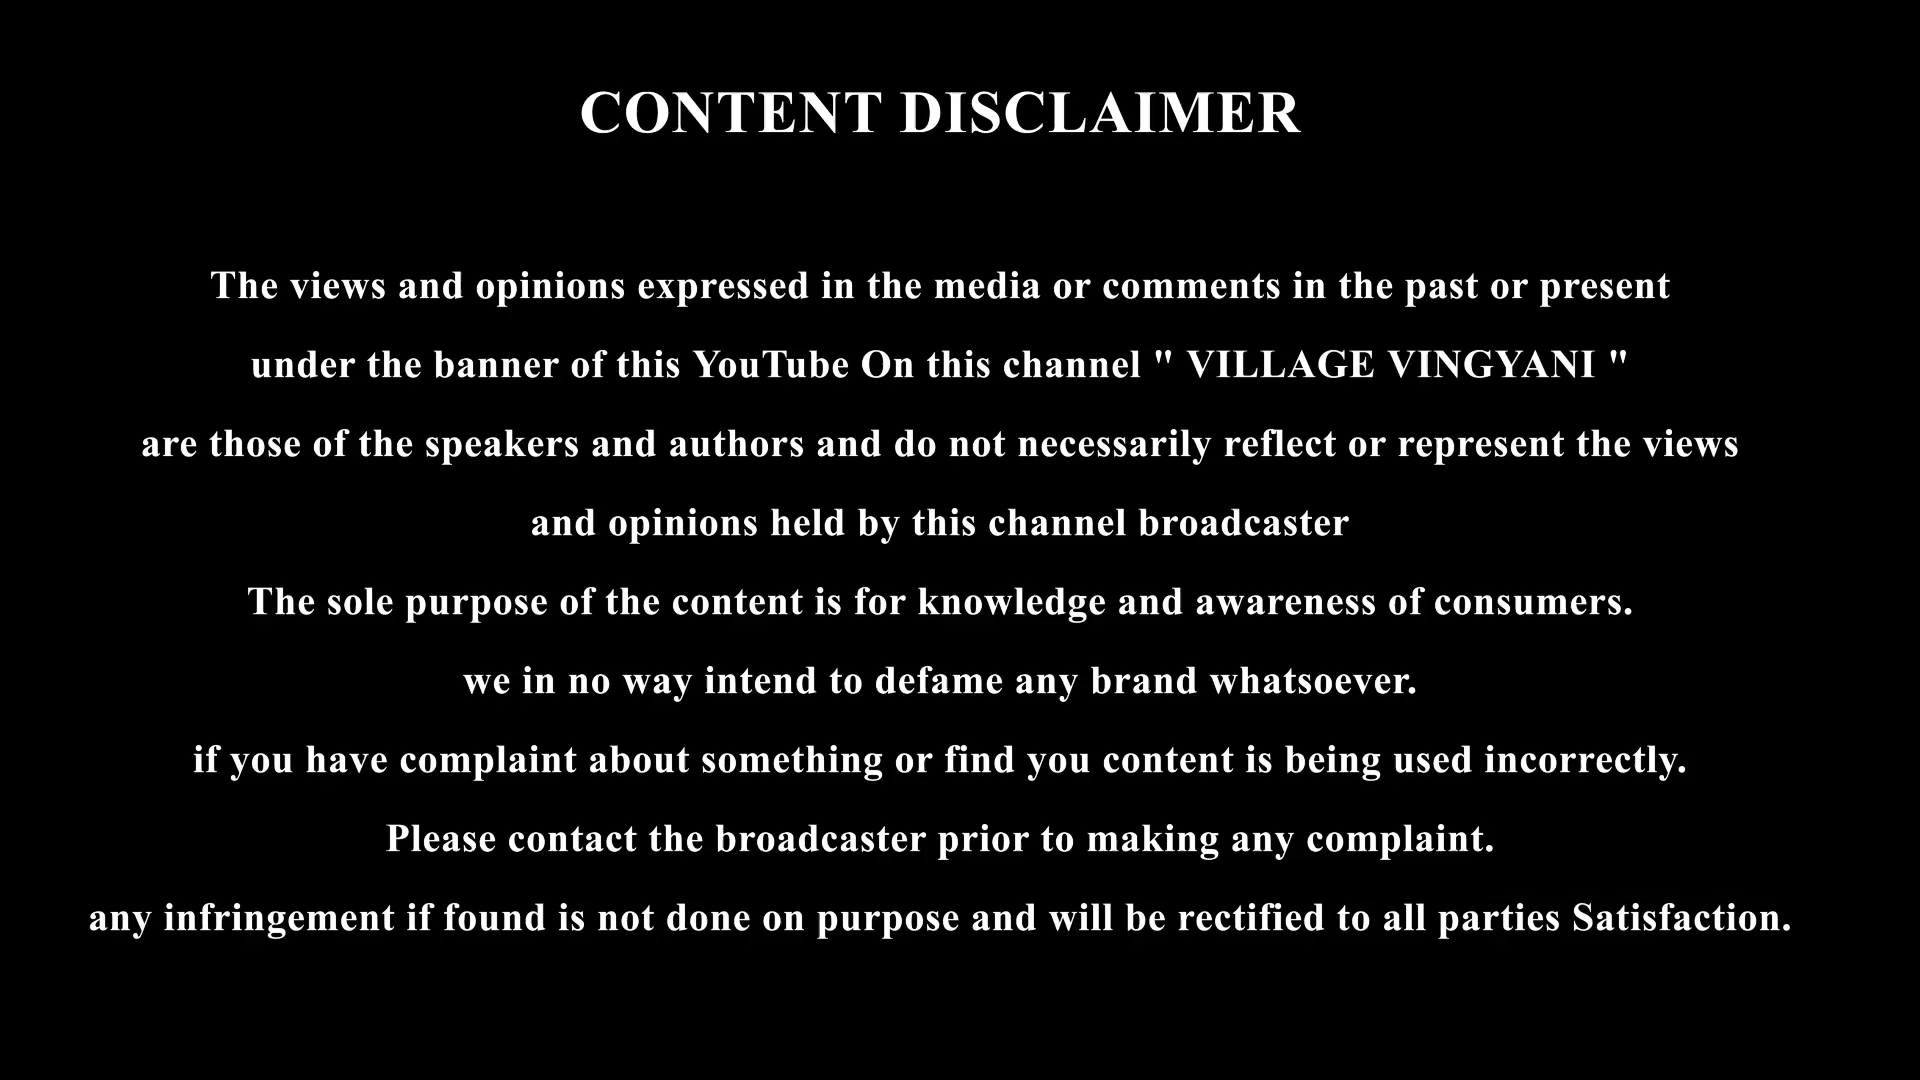 CONTENT DISCLAIMER
The views and opinions expressed in the media or comments in the past or present
under the banner of this YouTube On this channel " VILLAGE VINGYANI "
are those of the speakers and authors and do not necessarily reflect or represent the views
and opinions held by this channel broadcaster
The sole purpose of the content is for knowledge and awareness of consumers.
we in no way intend to defame any brand whatsoever.
if you have complaint about something or find you content is being used incorrectly.
Please contact the broadcaster prior to making any complaint.
any infringement if found is not done on purpose and will be rectified to all parties Satisfaction.